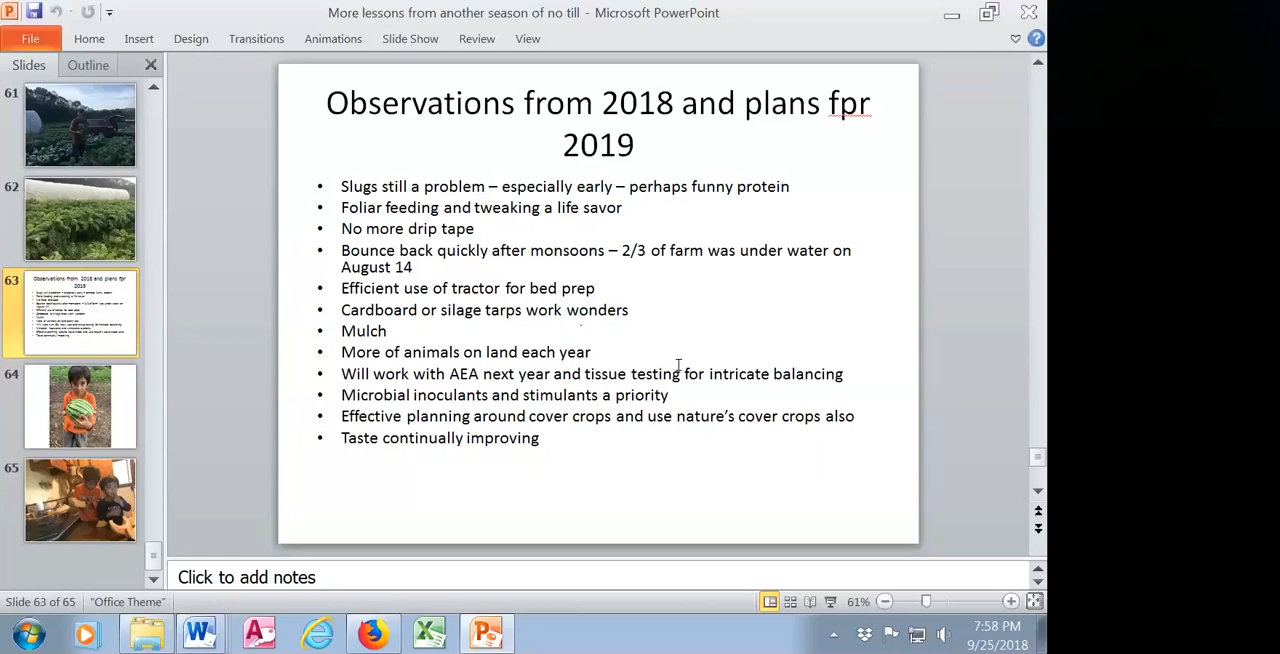 More lessons from another season of no till - Microsoft PowerPoint
File Home Insert Design Transitions Animations Slide Show Review View
Slides Outline
61
62
63
64
65
Observations from 2018 and plans fpr
2019
• Slugs still a problem – especially early – perhaps funny protein
• Foliar feeding and tweaking a life savor
• No more drip tape
• Bounce back quickly after monsoons – 2/3 of farm was under water on
August 14
• Efficient use of tractor for bed prep
• Cardboard or silage tarps work wonders
• Mulch
• More of animals on land each year
• Will work with AEA next year and tissue testing for intricate balancing
• Microbial inoculants and stimulants a priority
• Effective planning around cover crops and use nature's cover crops also
• Taste continually improving
Click to add notes
Slide 63 of 65 "Office Theme" 61%
7:58 PM
9/25/2018